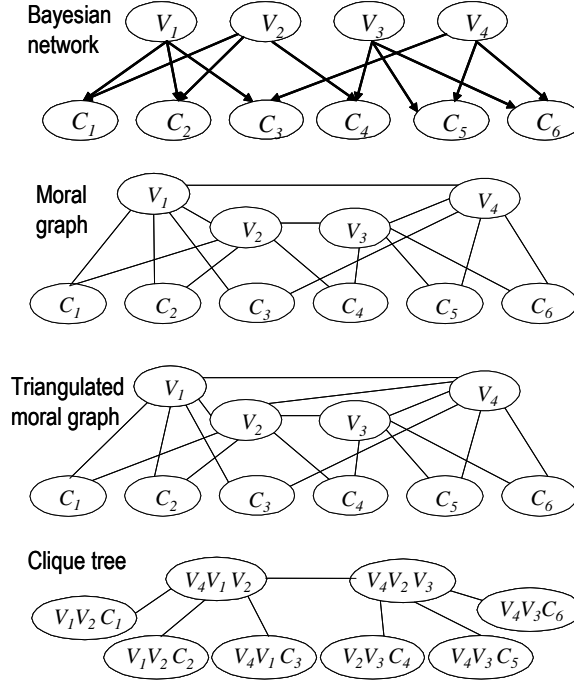 Bayesian
network
V1 V2 V3 V4
C1 C2 C3 C4 C5 C6
Moral
graph
V1 V2 V3 V4
C1 C2 C3 C4 C5 C6
Triangulated
moral graph
V1 V2 V3 V4
C1 C2 C3 C4 C5 C6
Clique tree
V4V1V2 V4V2V3
V1V2C1 V4V3C6
V1V2C2 V4V1C3 V2V3C4 V4V3C5